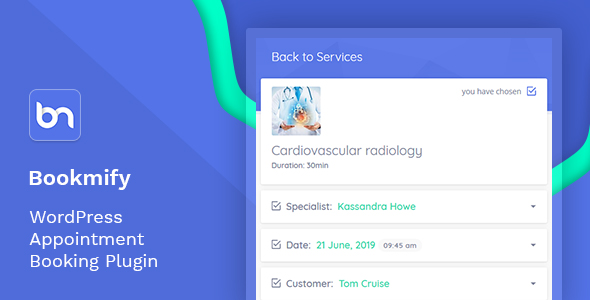 bn
Bookmify
WordPress
Appointment
Booking Plugin
Back to Services
you have chosen
Cardiovascular radiology
Duration: 30min
Specialist: Kassandra Howe
Date: 21 June, 2019 09:45 am
Customer: Tom Cruise